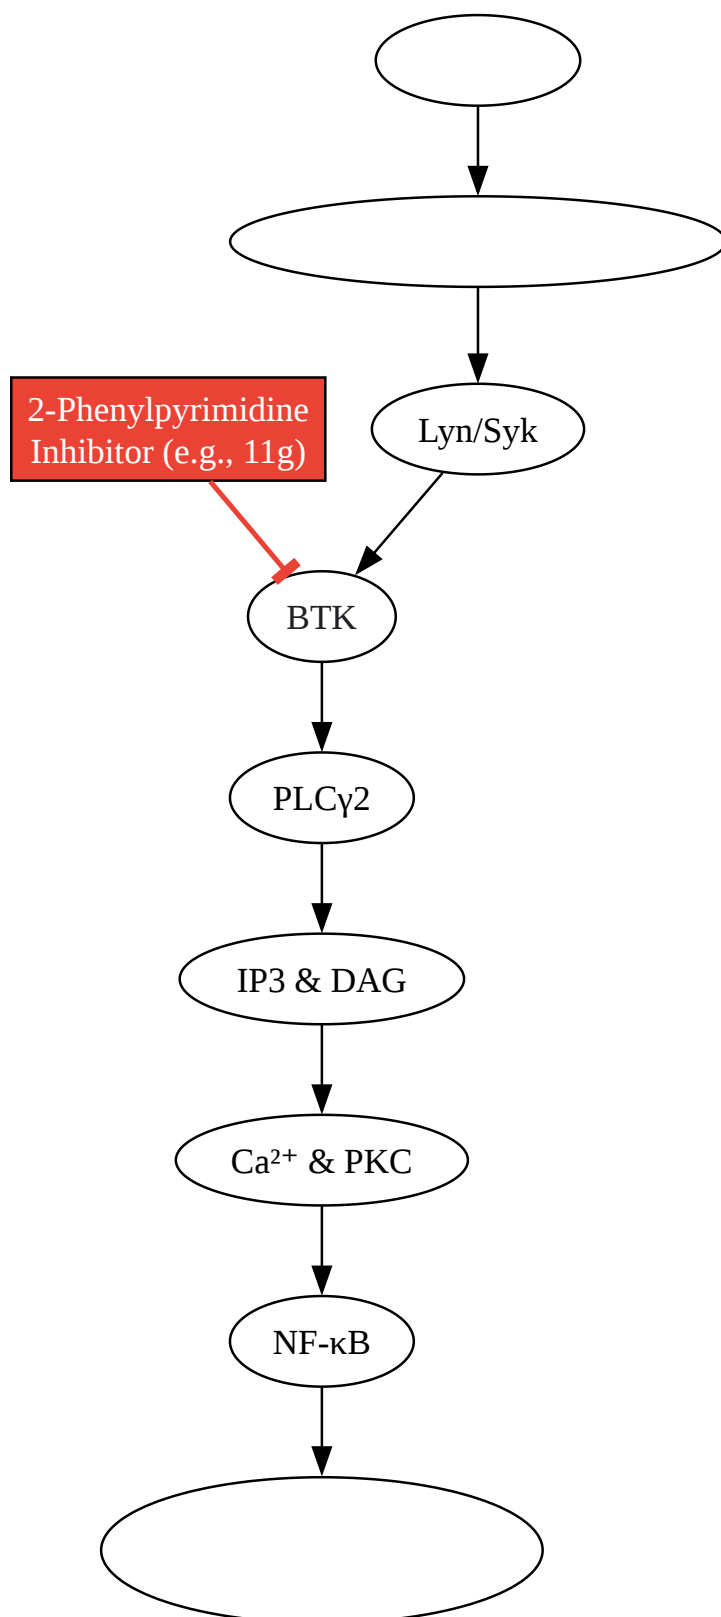 2-Phenylpyrimidine
Inhibitor (e.g., 11g)
Lyn/Syk
BTK
PLCγ2
IP3 & DAG
Ca²⁺ & PKC
NF-κB